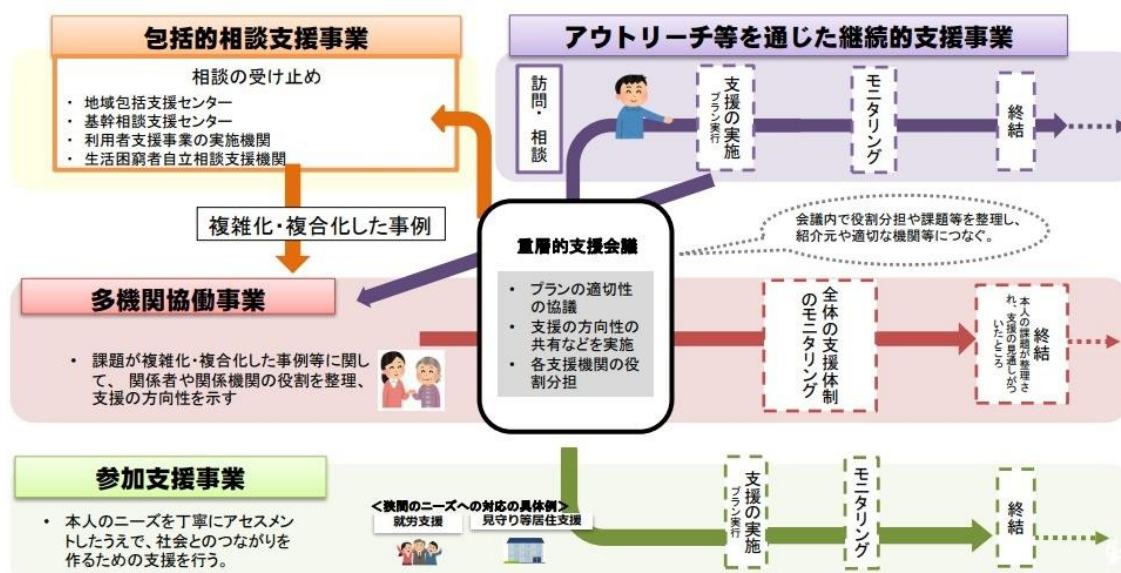 包括的相談支援事業
相談の受け止め
・ 地域包括支援センター
・ 基幹相談支援センター
・ 利用者支援事業の実施機関
・ 生活困窮者自立相談支援機関
複雑化・複合化した事例
アウトリーチ等を通じた継続的支援事業
訪問・相談
支援の実施
プラン実行
モニタリング
終結
会議内で役割分担や課題等を整理し、
紹介元や適切な機関等につなぐ。
重層的支援会議
• プランの適切性
の協議
• 支援の方向性の
共有などを実施
• 各支援機関の役
割分担
多機関協働事業
• 課題が複雑化・複合化した事例等に関し
て、 関係者や関係機関の役割を整理、
支援の方向性を示す
全体の支援体制
のモニタリング
終結
本人の課題が整理さ
れ、支援の見通しがつ
いたところ
参加支援事業
• 本人のニーズを丁寧にアセスメン
トしたうえで、社会とのつながりを
作るための支援を行う。
<狭間のニーズへの対応の具体例>
就労支援
見守り等居住支援
支援の実施
プラン実行
モニタリング
終結